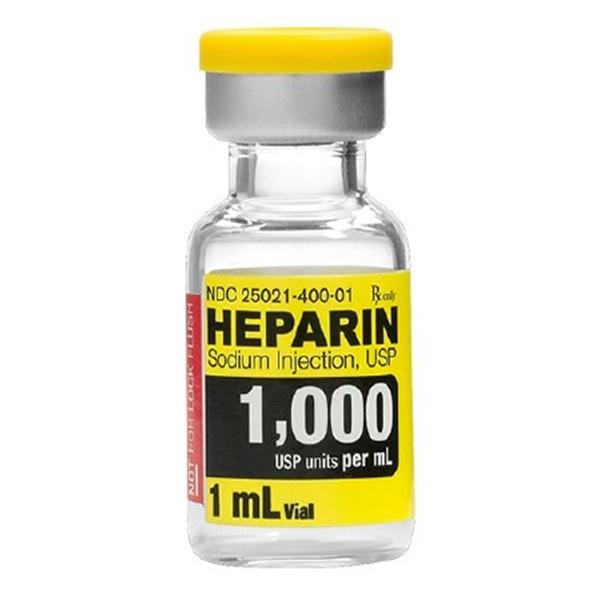 NDC 25021-400-01 Rx only
HEPARIN
Sodium Injection, USP
1,000
USP units per mL
1 mL Vial
NOT FOR LOCK FLUSH